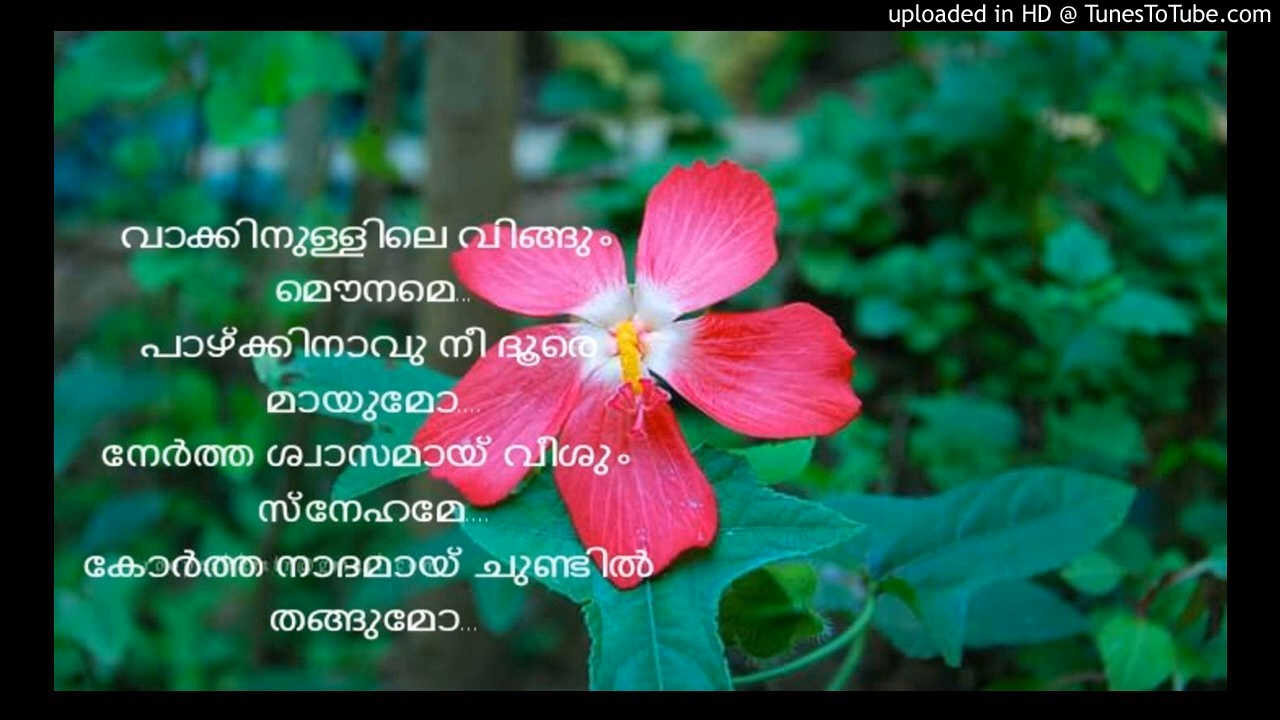 uploaded in HD @ TunesToTube.com
വാക്കിനുള്ളിലെ വിങ്ങും
മൌനമെ...
പാഴ്ക്കിനാവു നീ ദൂരെ
മായുമോ....
നേർത്ത ശ്വാസമായ് വീശും
സ്നേഹമേ....
കോർത്ത നാദമായ് ചുണ്ടിൽ
തങ്ങുമോ...